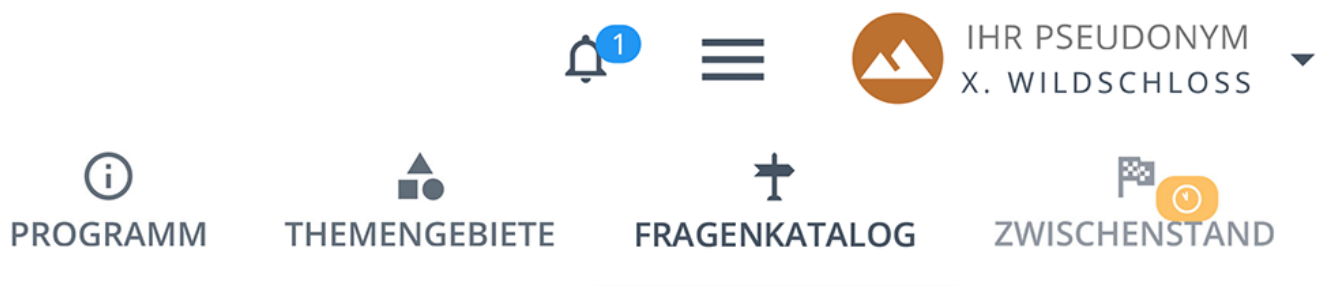 1
IHR PSEUDONYM
X. WILDSCHLOSS
PROGRAMM
THEMENGEBIETE
FRAGENKATALOG
ZWISCHENSTAND